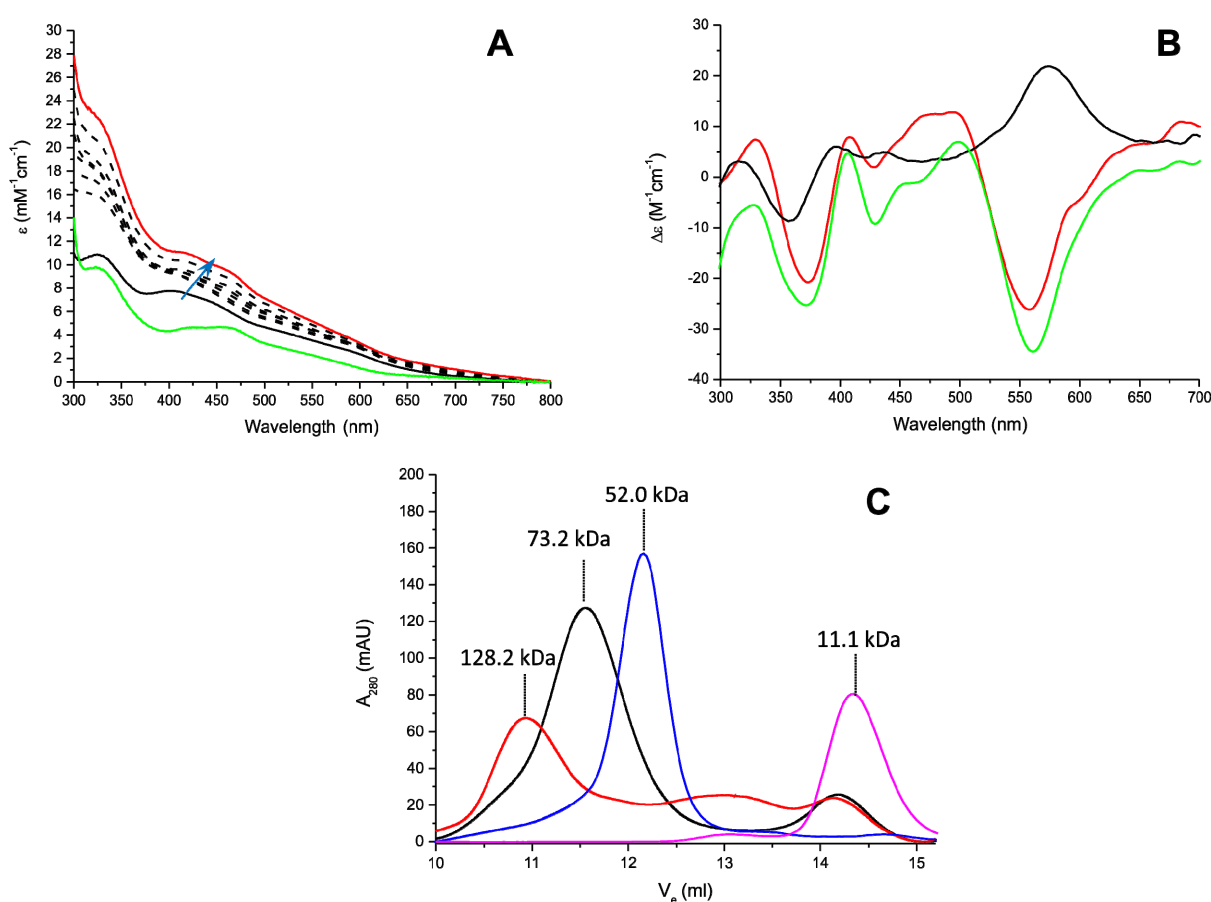 A
30
28
26
24
22
20
18
16
14
12
10
8
6
4
2
0
ε (mM⁻¹cm⁻¹)
300 350 400 450 500 550 600 650 700 750 800
Wavelength (nm)
B
30
20
10
0
-10
-20
-30
-40
Δε (M⁻¹cm⁻¹)
300 350 400 450 500 550 600 650 700
Wavelength (nm)
C
200
180
160
140
120
100
80
60
40
20
0
A₂₈₀ (mAU)
52.0 kDa
73.2 kDa
128.2 kDa
11.1 kDa
10 11 12 13 14 15
Vₑ (ml)